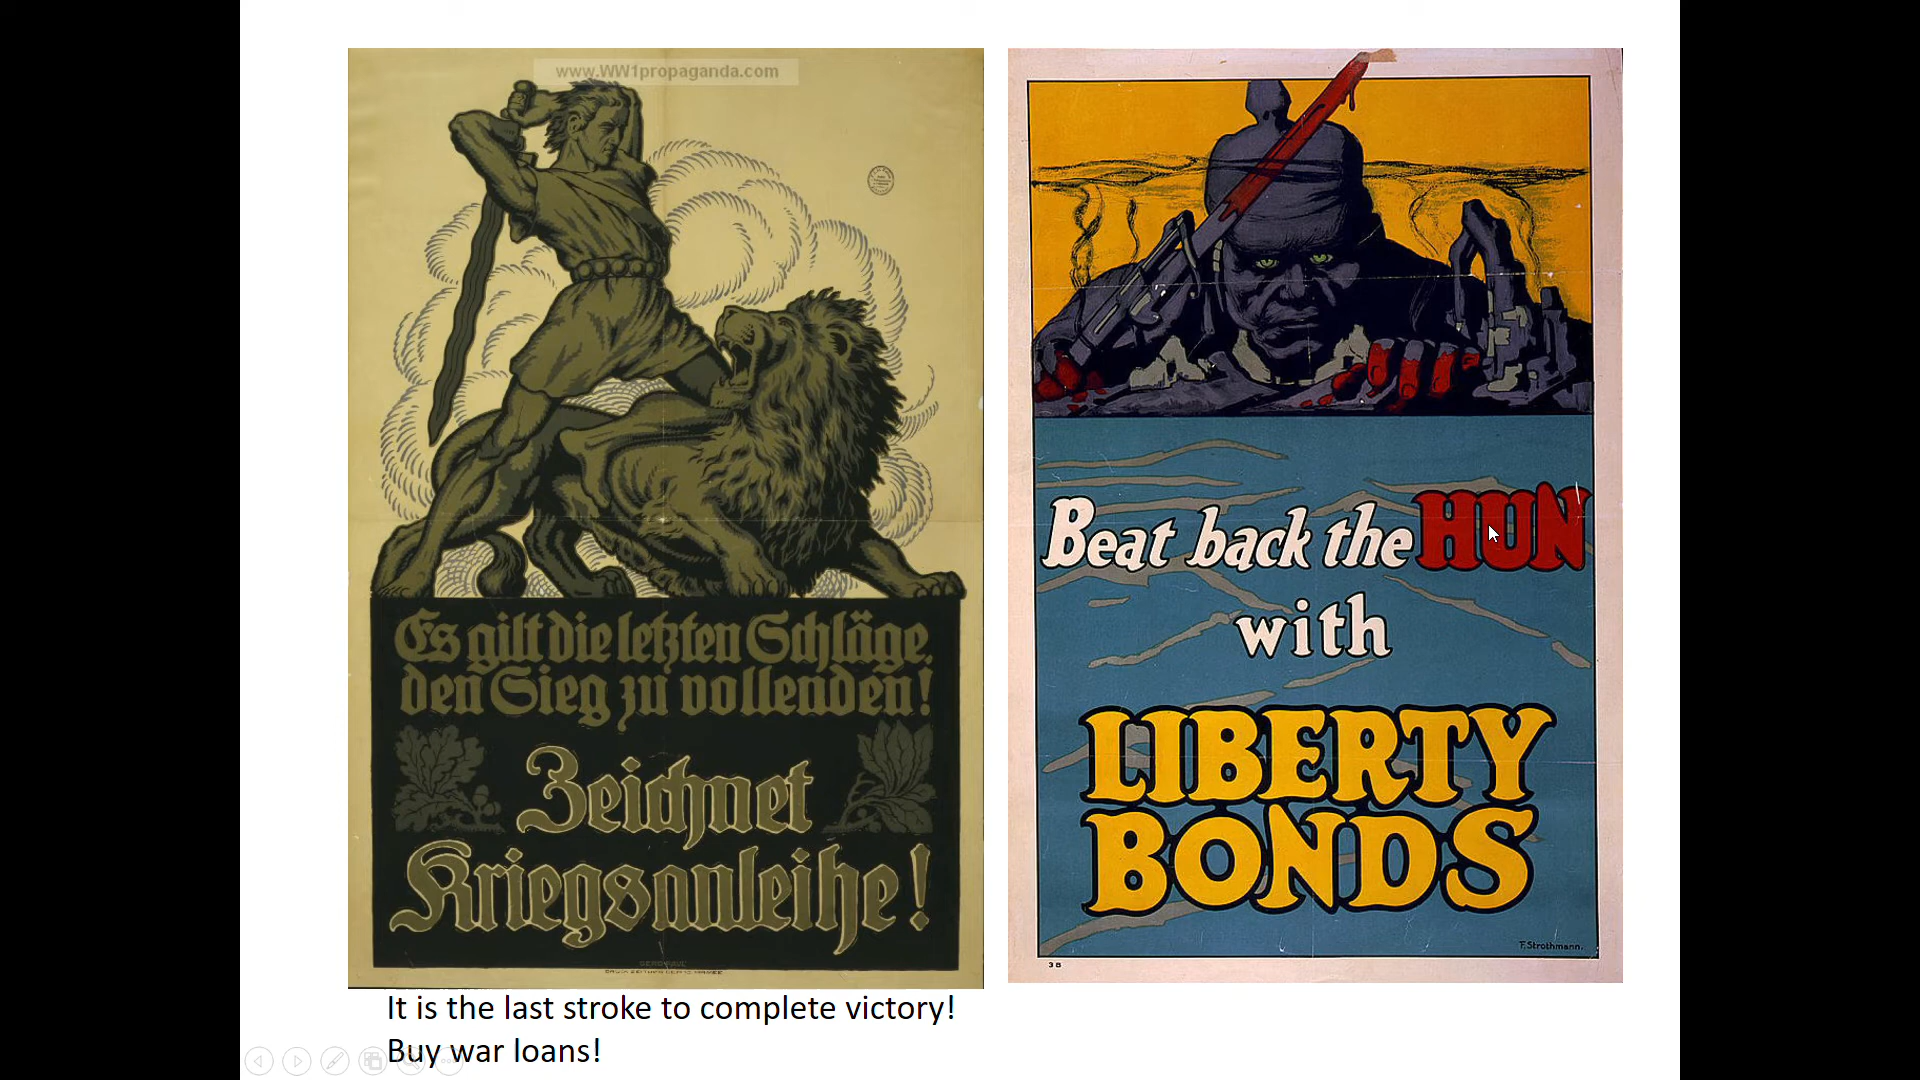 www.WW1propaganda.com
Es gilt die letzten Schläge,
den Sieg zu vollenden!
Zeichnet
Kriegsanleihe!
It is the last stroke to complete victory!
Buy war loans!
Beat back the HUN
with
LIBERTY
BONDS
F. Strothmann.
38